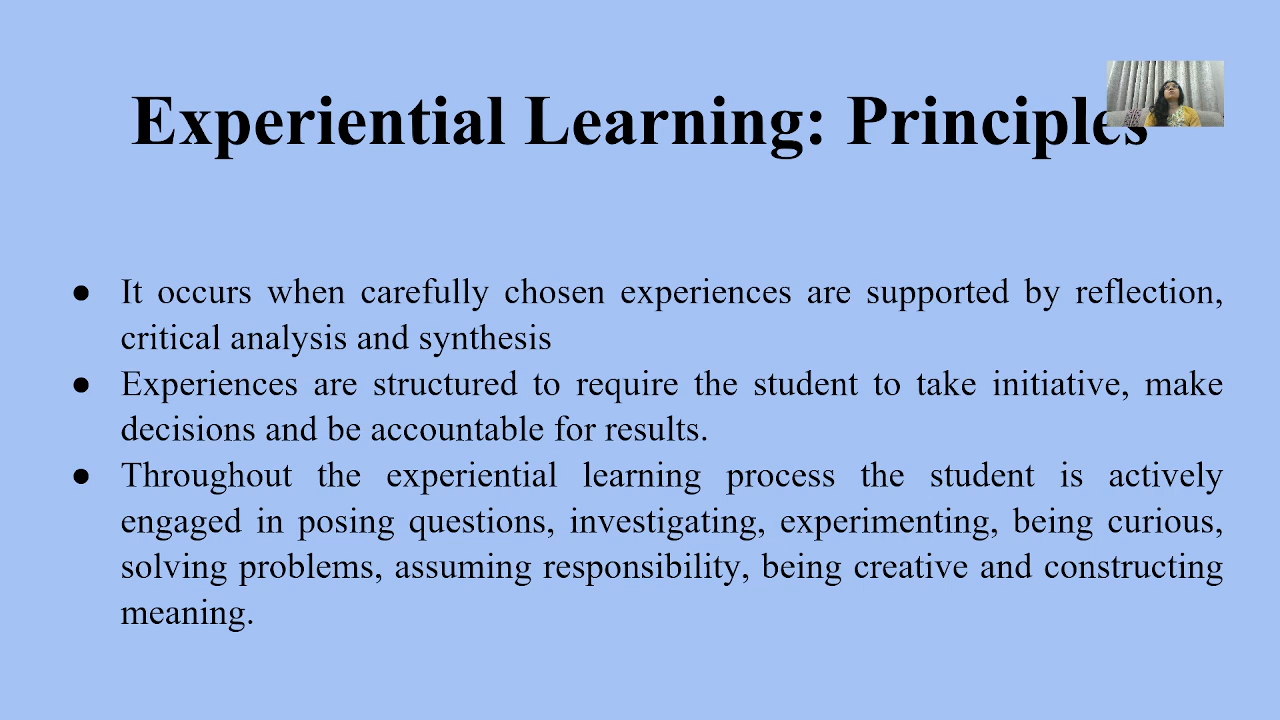 Experiential Learning: Principles
● It occurs when carefully chosen experiences are supported by reflection,
critical analysis and synthesis
● Experiences are structured to require the student to take initiative, make
decisions and be accountable for results.
● Throughout the experiential learning process the student is actively
engaged in posing questions, investigating, experimenting, being curious,
solving problems, assuming responsibility, being creative and constructing
meaning.